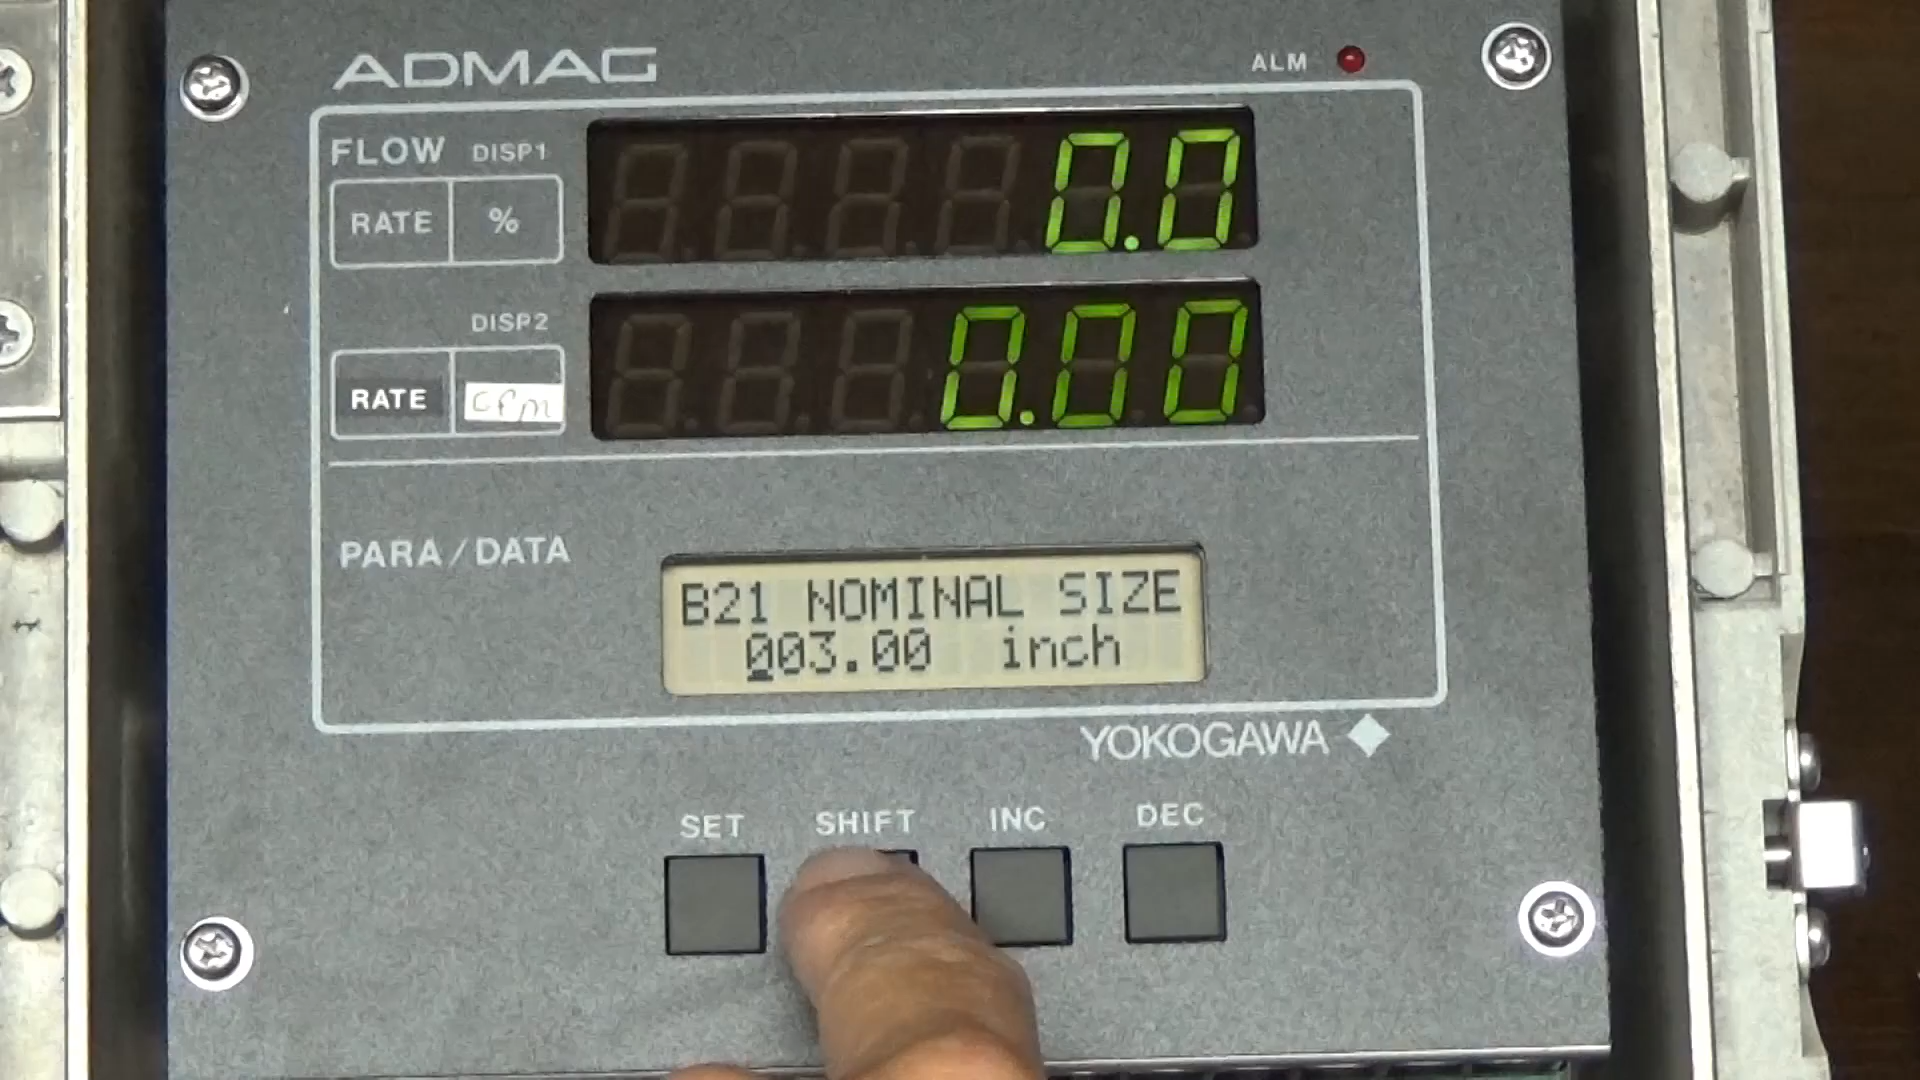 ADMAG
ALM
FLOW DISP1
RATE %
0.0
DISP2
RATE
0.00
PARA/DATA
B21 NOMINAL SIZE
003.00 inch
YOKOGAWA
SET SHIFT INC DEC